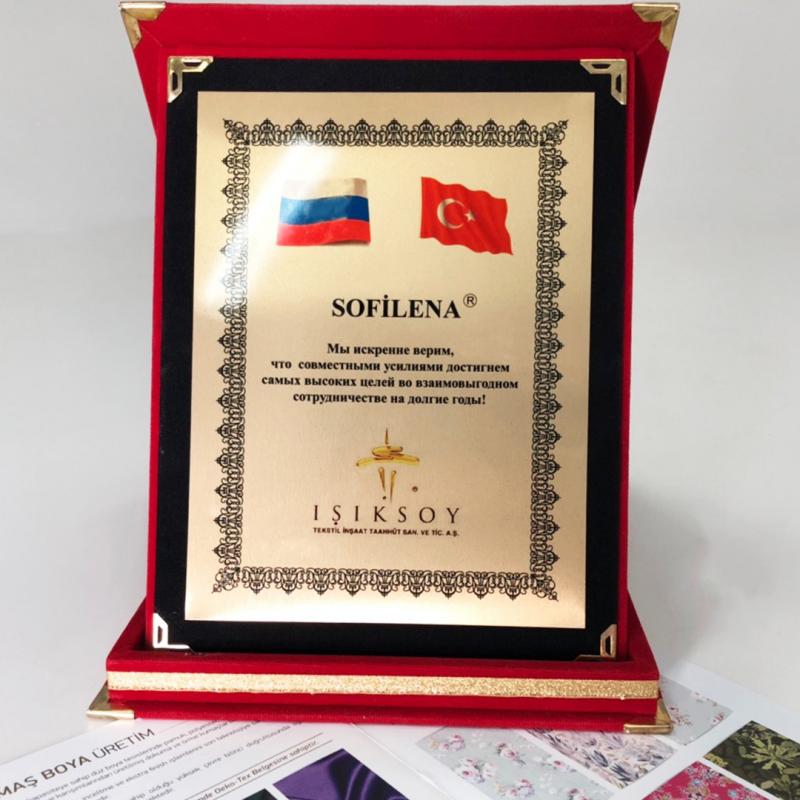 SOFİLENA®
Мы искренне верим,
что совместными усилиями достигнем
самых высоких целей во взаимовыгодном
сотрудничестве на долгие годы!
IŞIKSOY
TEKSTİL İNŞAAT TAAHHÜT SAN. VE TİC. A.Ş.
MAŞ BOYA ÜRETİM